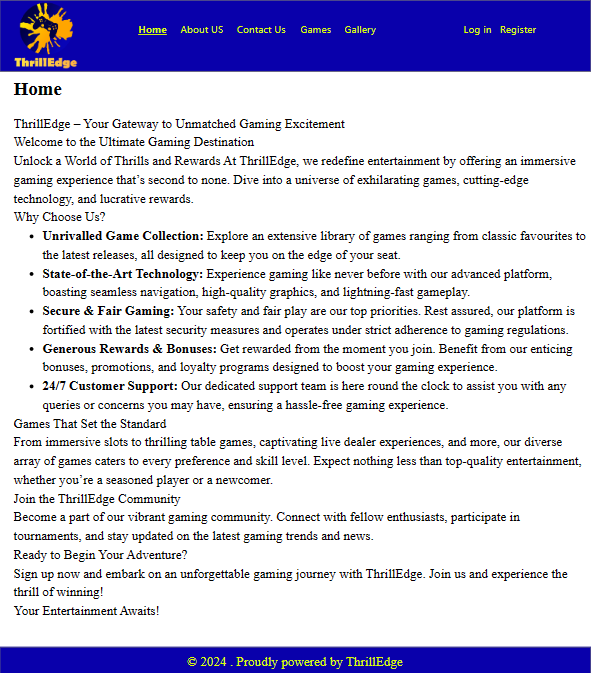 ThrillEdge
Home About US Contact Us Games Gallery Log in Register
Home
ThrillEdge – Your Gateway to Unmatched Gaming Excitement
Welcome to the Ultimate Gaming Destination
Unlock a World of Thrills and Rewards At ThrillEdge, we redefine entertainment by offering an immersive
gaming experience that’s second to none. Dive into a universe of exhilarating games, cutting-edge
technology, and lucrative rewards.
Why Choose Us?
• Unrivalled Game Collection: Explore an extensive library of games ranging from classic favourites to
the latest releases, all designed to keep you on the edge of your seat.
• State-of-the-Art Technology: Experience gaming like never before with our advanced platform,
boasting seamless navigation, high-quality graphics, and lightning-fast gameplay.
• Secure & Fair Gaming: Your safety and fair play are our top priorities. Rest assured, our platform is
fortified with the latest security measures and operates under strict adherence to gaming regulations.
• Generous Rewards & Bonuses: Get rewarded from the moment you join. Benefit from our enticing
bonuses, promotions, and loyalty programs designed to boost your gaming experience.
• 24/7 Customer Support: Our dedicated support team is here round the clock to assist you with any
queries or concerns you may have, ensuring a hassle-free gaming experience.
Games That Set the Standard
From immersive slots to thrilling table games, captivating live dealer experiences, and more, our diverse
array of games caters to every preference and skill level. Expect nothing less than top-quality entertainment,
whether you’re a seasoned player or a newcomer.
Join the ThrillEdge Community
Become a part of our vibrant gaming community. Connect with fellow enthusiasts, participate in
tournaments, and stay updated on the latest gaming trends and news.
Ready to Begin Your Adventure?
Sign up now and embark on an unforgettable gaming journey with ThrillEdge. Join us and experience the
thrill of winning!
Your Entertainment Awaits!
© 2024 . Proudly powered by ThrillEdge